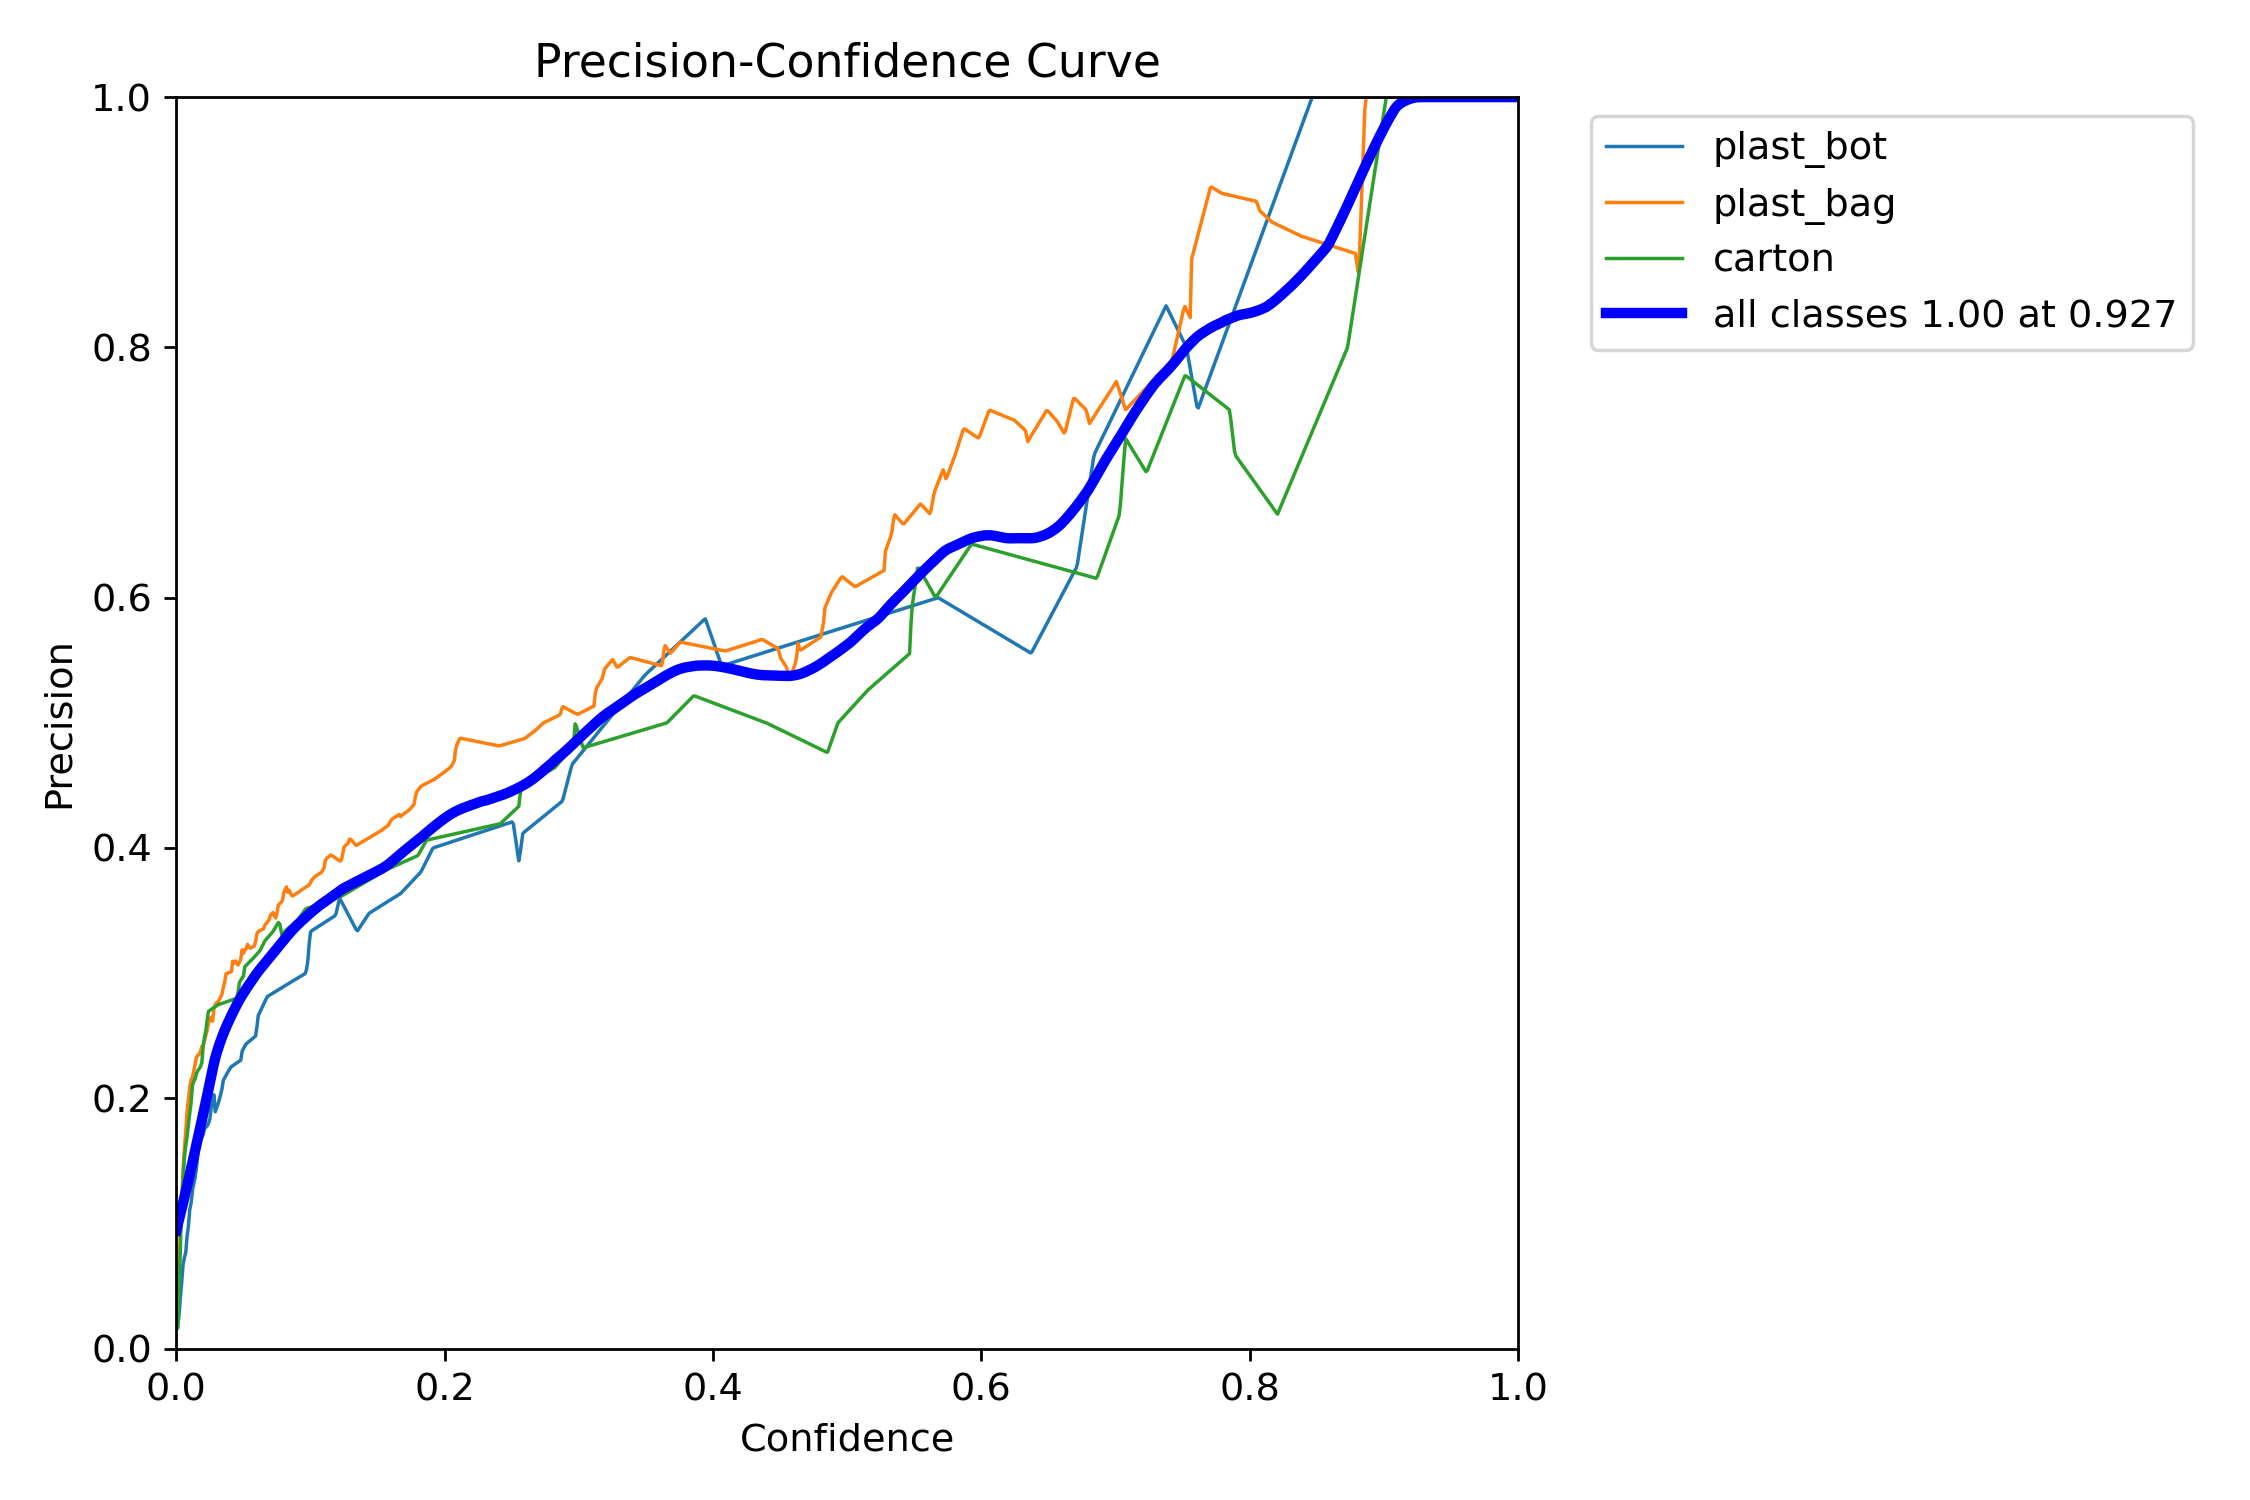 Precision-Confidence Curve
1.0
0.8
0.6
0.4
0.2
0.0
Precision
0.0 0.2 0.4 0.6 0.8 1.0
Confidence
plast_bot
plast_bag
carton
all classes 1.00 at 0.927